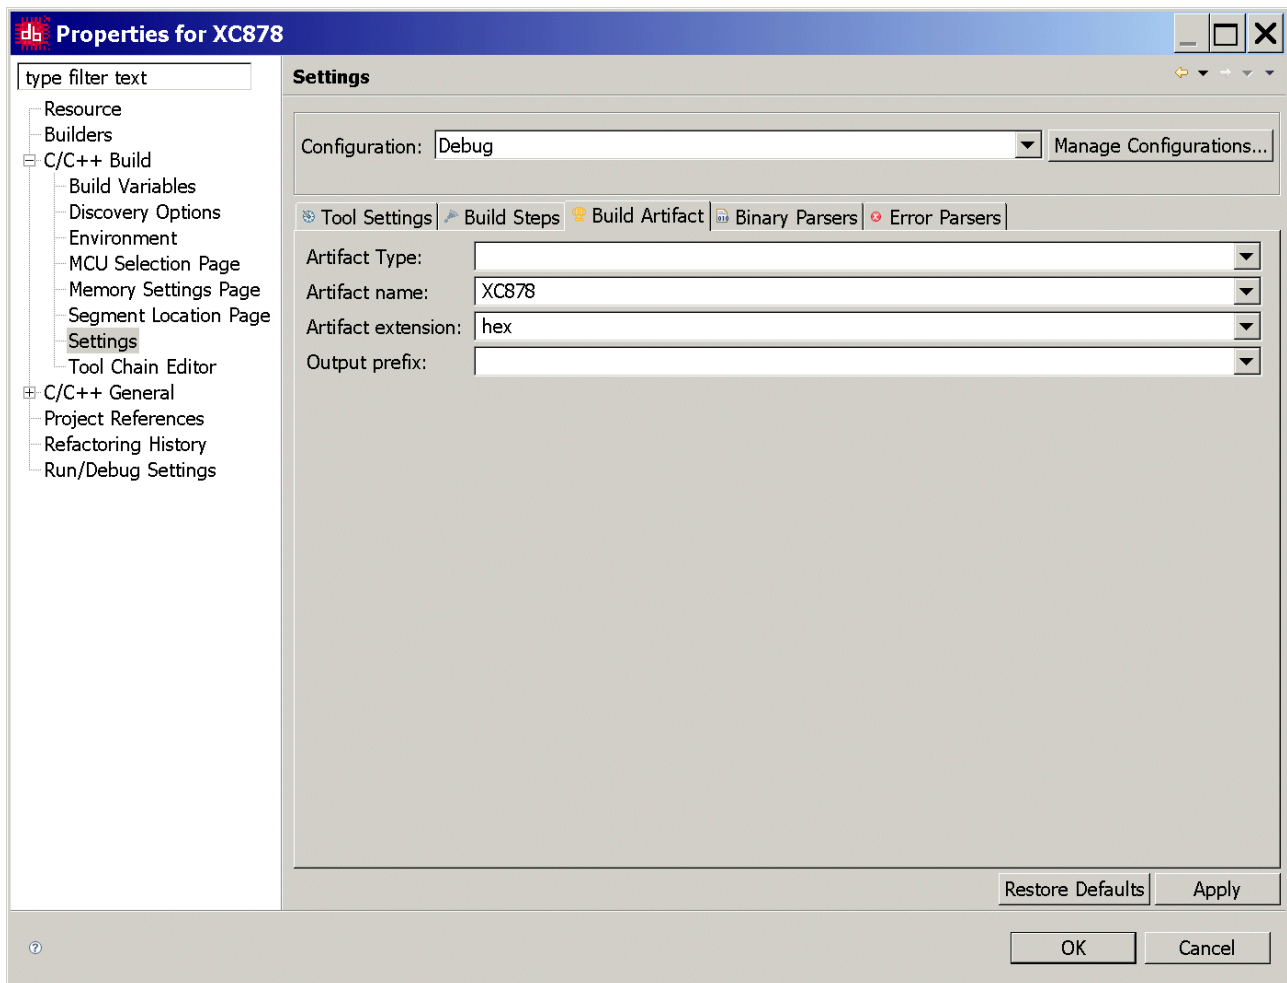 Properties for XC878
type filter text
Resource
Builders
C/C++ Build
Build Variables
Discovery Options
Environment
MCU Selection Page
Memory Settings Page
Segment Location Page
Settings
Tool Chain Editor
C/C++ General
Project References
Refactoring History
Run/Debug Settings
Settings
Configuration: Debug Manage Configurations...
Tool Settings Build Steps Build Artifact Binary Parsers Error Parsers
Artifact Type:
Artifact name: XC878
Artifact extension: hex
Output prefix:
Restore Defaults Apply
OK Cancel